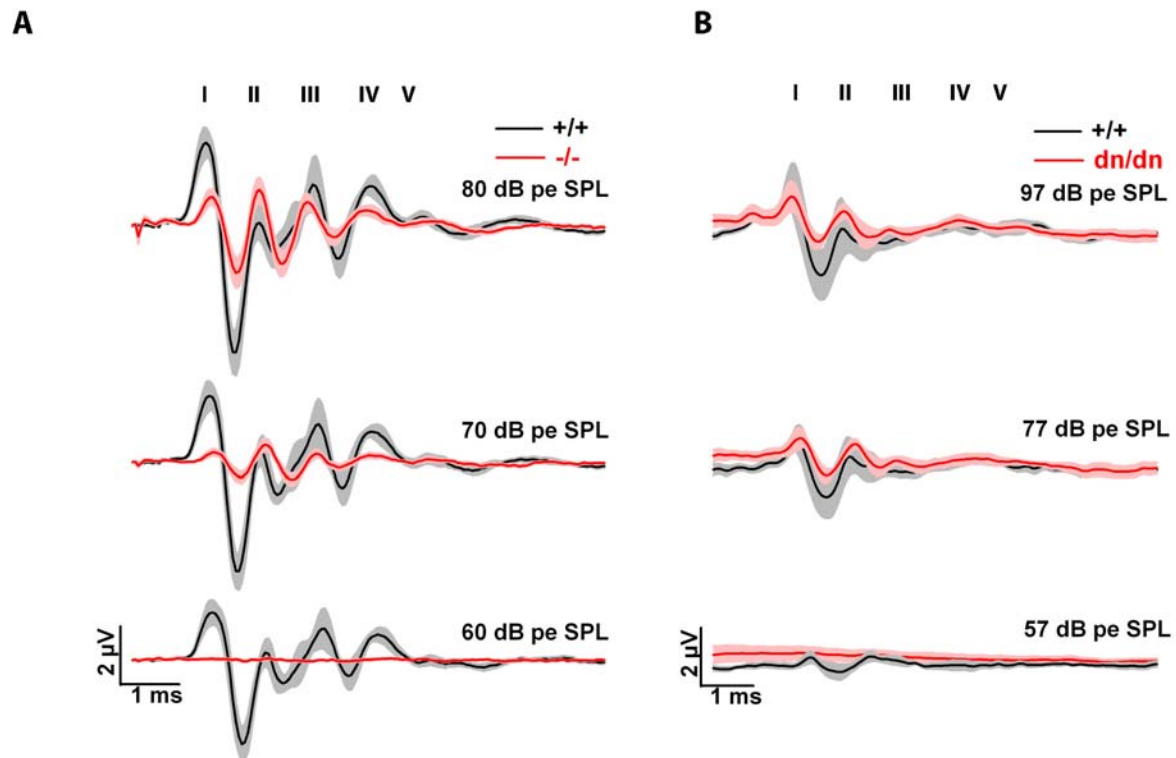 A
I II III IV V
+/+
-/-
80 dB pe SPL
70 dB pe SPL
60 dB pe SPL
2 µV
1 ms
B
I II III IV V
+/+
dn/dn
97 dB pe SPL
77 dB pe SPL
57 dB pe SPL
2 µV
1 ms